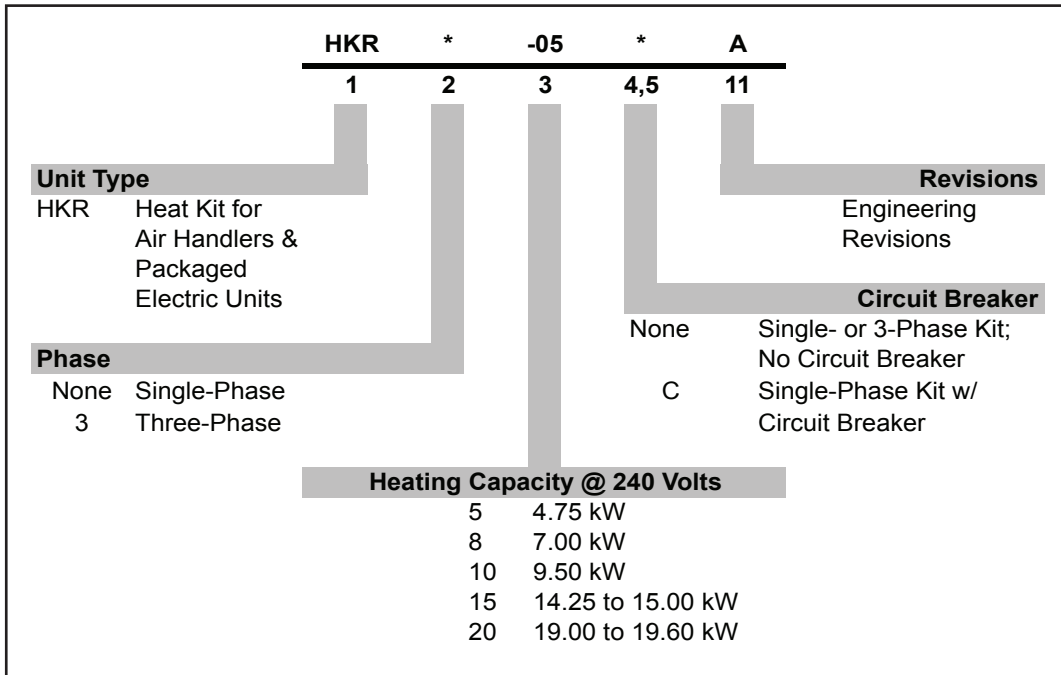 HKR * -05 * A
1 2 3 4,5 11
Unit Type
HKR Heat Kit for
Air Handlers &
Packaged
Electric Units
Phase
None Single-Phase
3 Three-Phase
Revisions
Engineering
Revisions
Circuit Breaker
None Single- or 3-Phase Kit;
No Circuit Breaker
C Single-Phase Kit w/
Circuit Breaker
Heating Capacity @ 240 Volts
5 4.75 kW
8 7.00 kW
10 9.50 kW
15 14.25 to 15.00 kW
20 19.00 to 19.60 kW